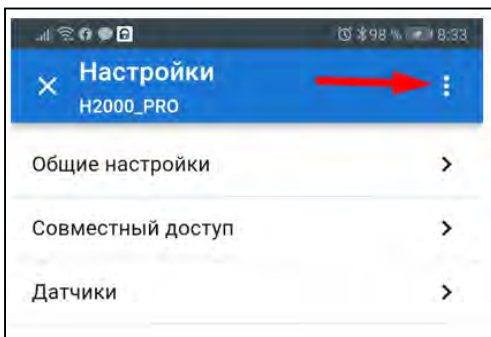 98 % 8:33
Настройки
H2000_PRO
Общие настройки
Совместный доступ
Датчики